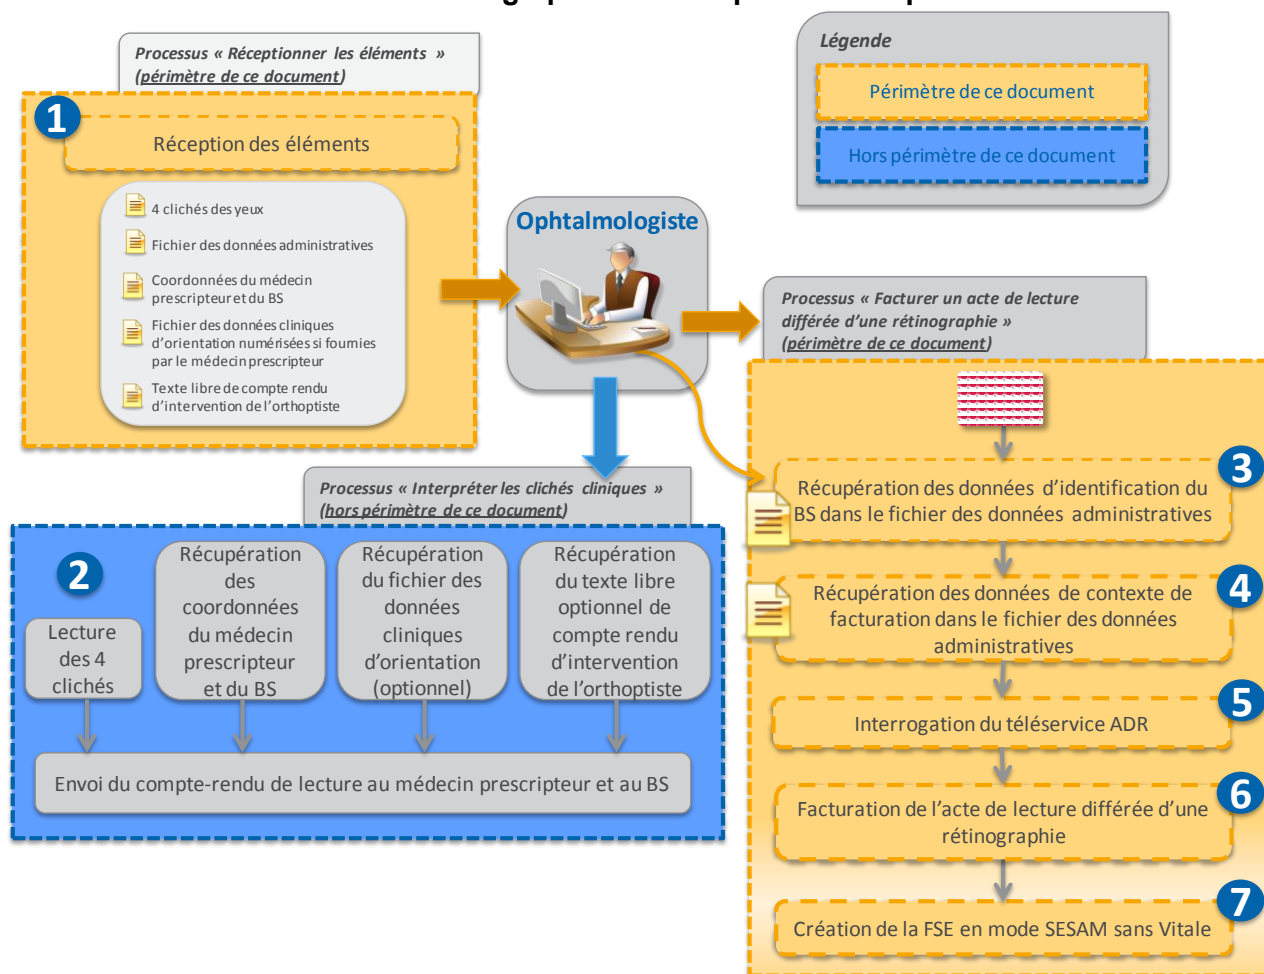 Processus « Réceptionner les éléments »
(périmètre de ce document)
1
Réception des éléments
4 clichés des yeux
Fichier des données administratives
Coordonnées du médecin
prescripteur et du BS
Fichier des données cliniques
d'orientation numérisées si fournies
par le médecin prescripteur
Texte libre de compte rendu
d'intervention de l'orthoptiste
Ophtalmologiste
Légende
Périmètre de ce document
Hors périmètre de ce document
Processus « Interpréter les clichés cliniques »
(hors périmètre de ce document)
2
Lecture
des 4
clichés
Récupération
des
coordonnées
du médecin
prescripteur
et du BS
Récupération
du fichier des
données
cliniques
d'orientation
(optionnel)
Récupération
du texte libre
optionnel de
compte rendu
d'intervention
de l'orthoptiste
Envoi du compte-rendu de lecture au médecin prescripteur et au BS
Processus « Facturer un acte de lecture
différée d'une rétinographie »
(périmètre de ce document)
3
Récupération des données d'identification du
BS dans le fichier des données administratives
4
Récupération des données de contexte de
facturation dans le fichier des données
administratives
5
Interrogation du téléservice ADR
6
Facturation de l'acte de lecture différée d'une
rétinographie
7
Création de la FSE en mode SESAM sans Vitale